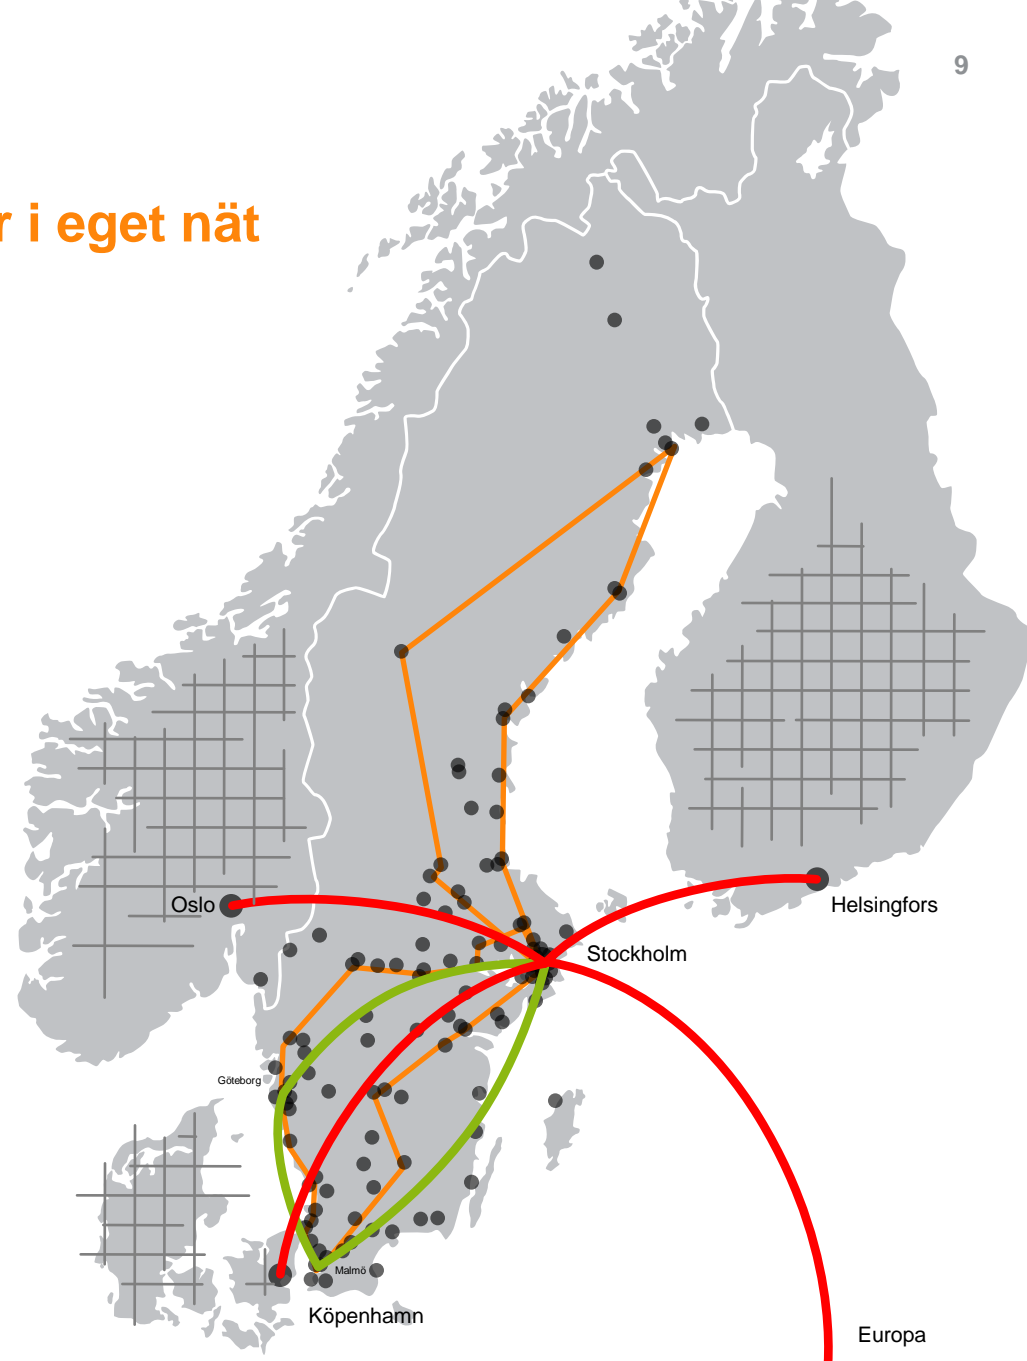 9
r i eget nät
Oslo
Helsingfors
Stockholm
Göteborg
Malmö
Köpenhamn
Europa